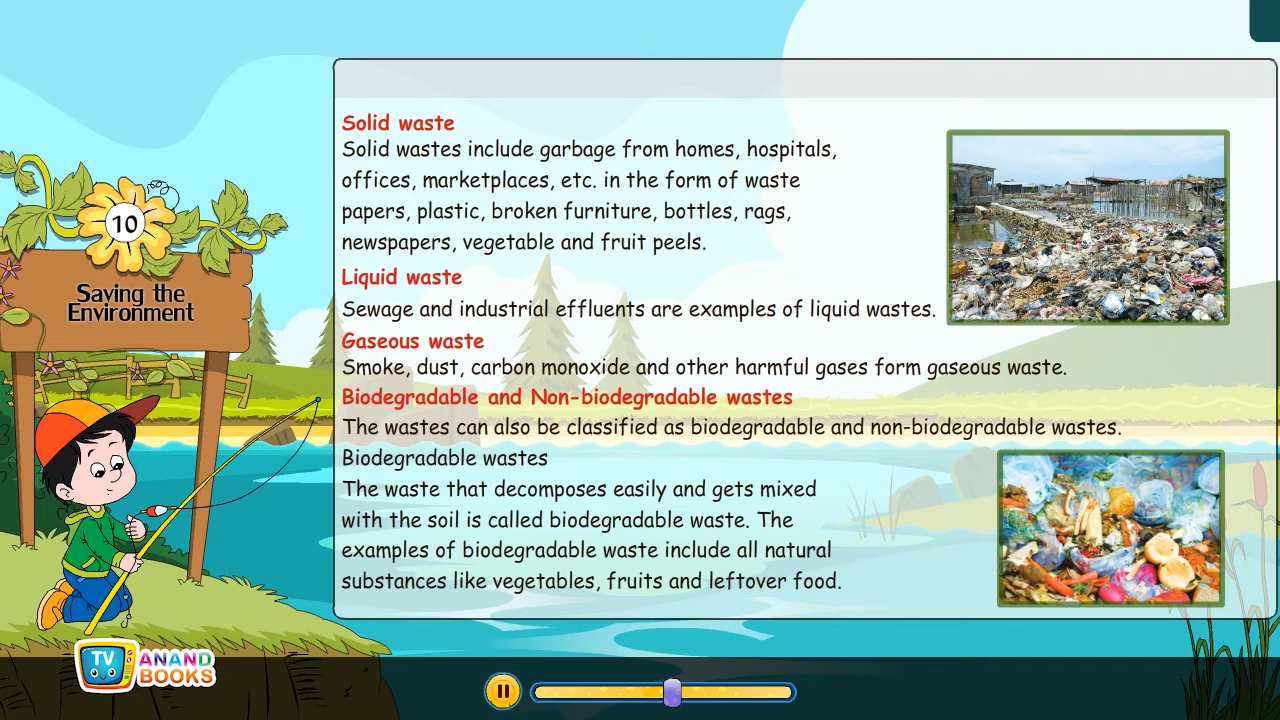 10
Saving the
Environment
Solid waste
Solid wastes include garbage from homes, hospitals,
offices, marketplaces, etc. in the form of waste
papers, plastic, broken furniture, bottles, rags,
newspapers, vegetable and fruit peels.
Liquid waste
Sewage and industrial effluents are examples of liquid wastes.
Gaseous waste
Smoke, dust, carbon monoxide and other harmful gases form gaseous waste.
Biodegradable and Non-biodegradable wastes
The wastes can also be classified as biodegradable and non-biodegradable wastes.
Biodegradable wastes
The waste that decomposes easily and gets mixed
with the soil is called biodegradable waste. The
examples of biodegradable waste include all natural
substances like vegetables, fruits and leftover food.
TV
ANAND
BOOKS